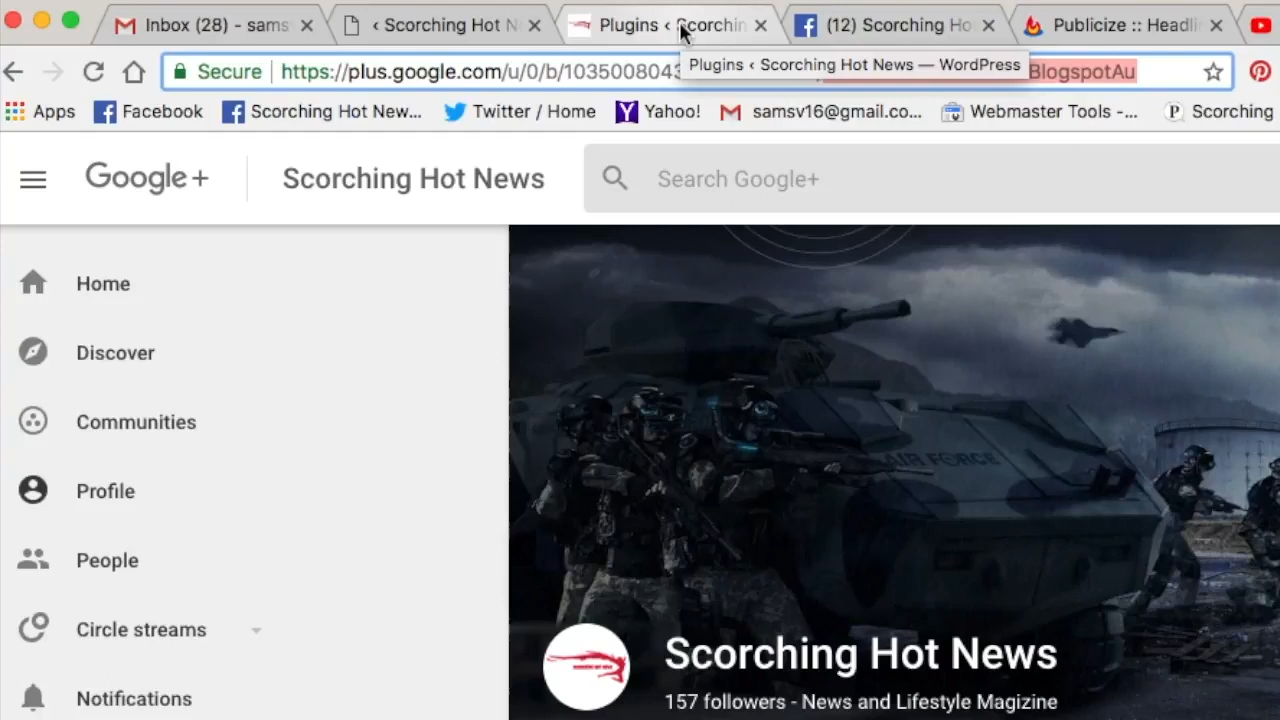 Inbox (28) - sams
‹ Scorching Hot N
Plugins ‹ Scorchin
(12) Scorching Ho
Publicize :: Headli
Secure
https://plus.google.com/u/0/b/1035008043
BlogspotAu
Plugins ‹ Scorching Hot News — WordPress
Apps
Facebook
Scorching Hot New...
Twitter / Home
Yahoo!
samsv16@gmail.co...
Webmaster Tools -...
Scorching
Google+
Scorching Hot News
Search Google+
Home
Discover
Communities
Profile
People
Circle streams
Notifications
AIR FORCE
Scorching Hot News
157 followers - News and Lifestyle Magizine